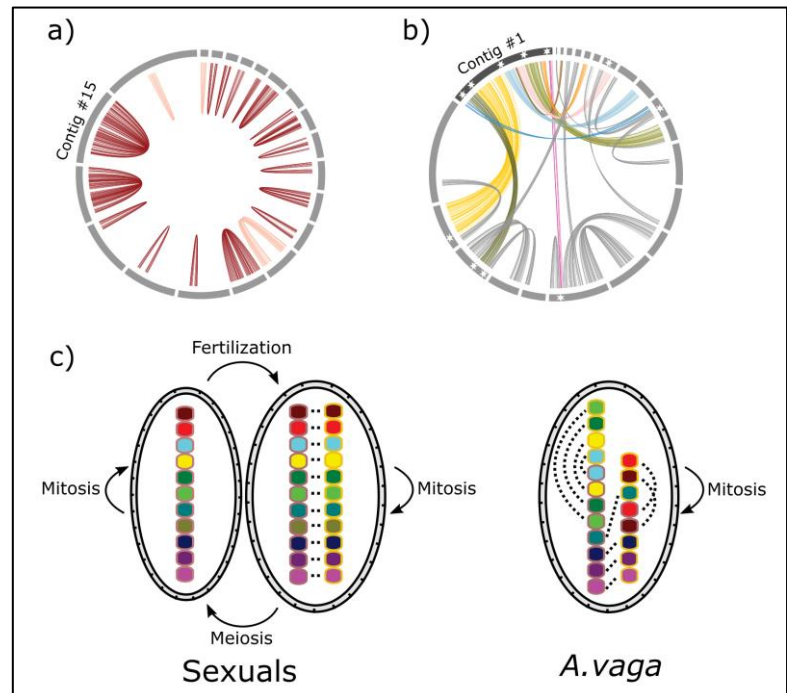 a)
b)
Contig #15
Contig #1
* * * * * * * * * *
c)
Fertilization
Mitosis
Mitosis
Mitosis
Meiosis
Sexuals
A.vaga